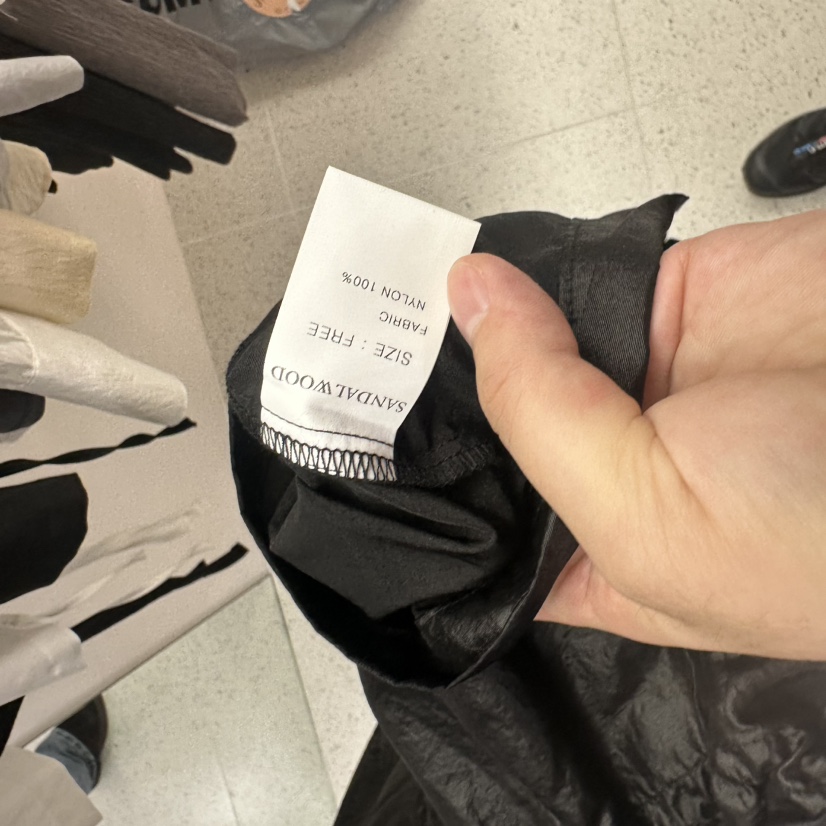 SANDALWOOD
SIZE : FREE
FABRIC
NYLON 100%